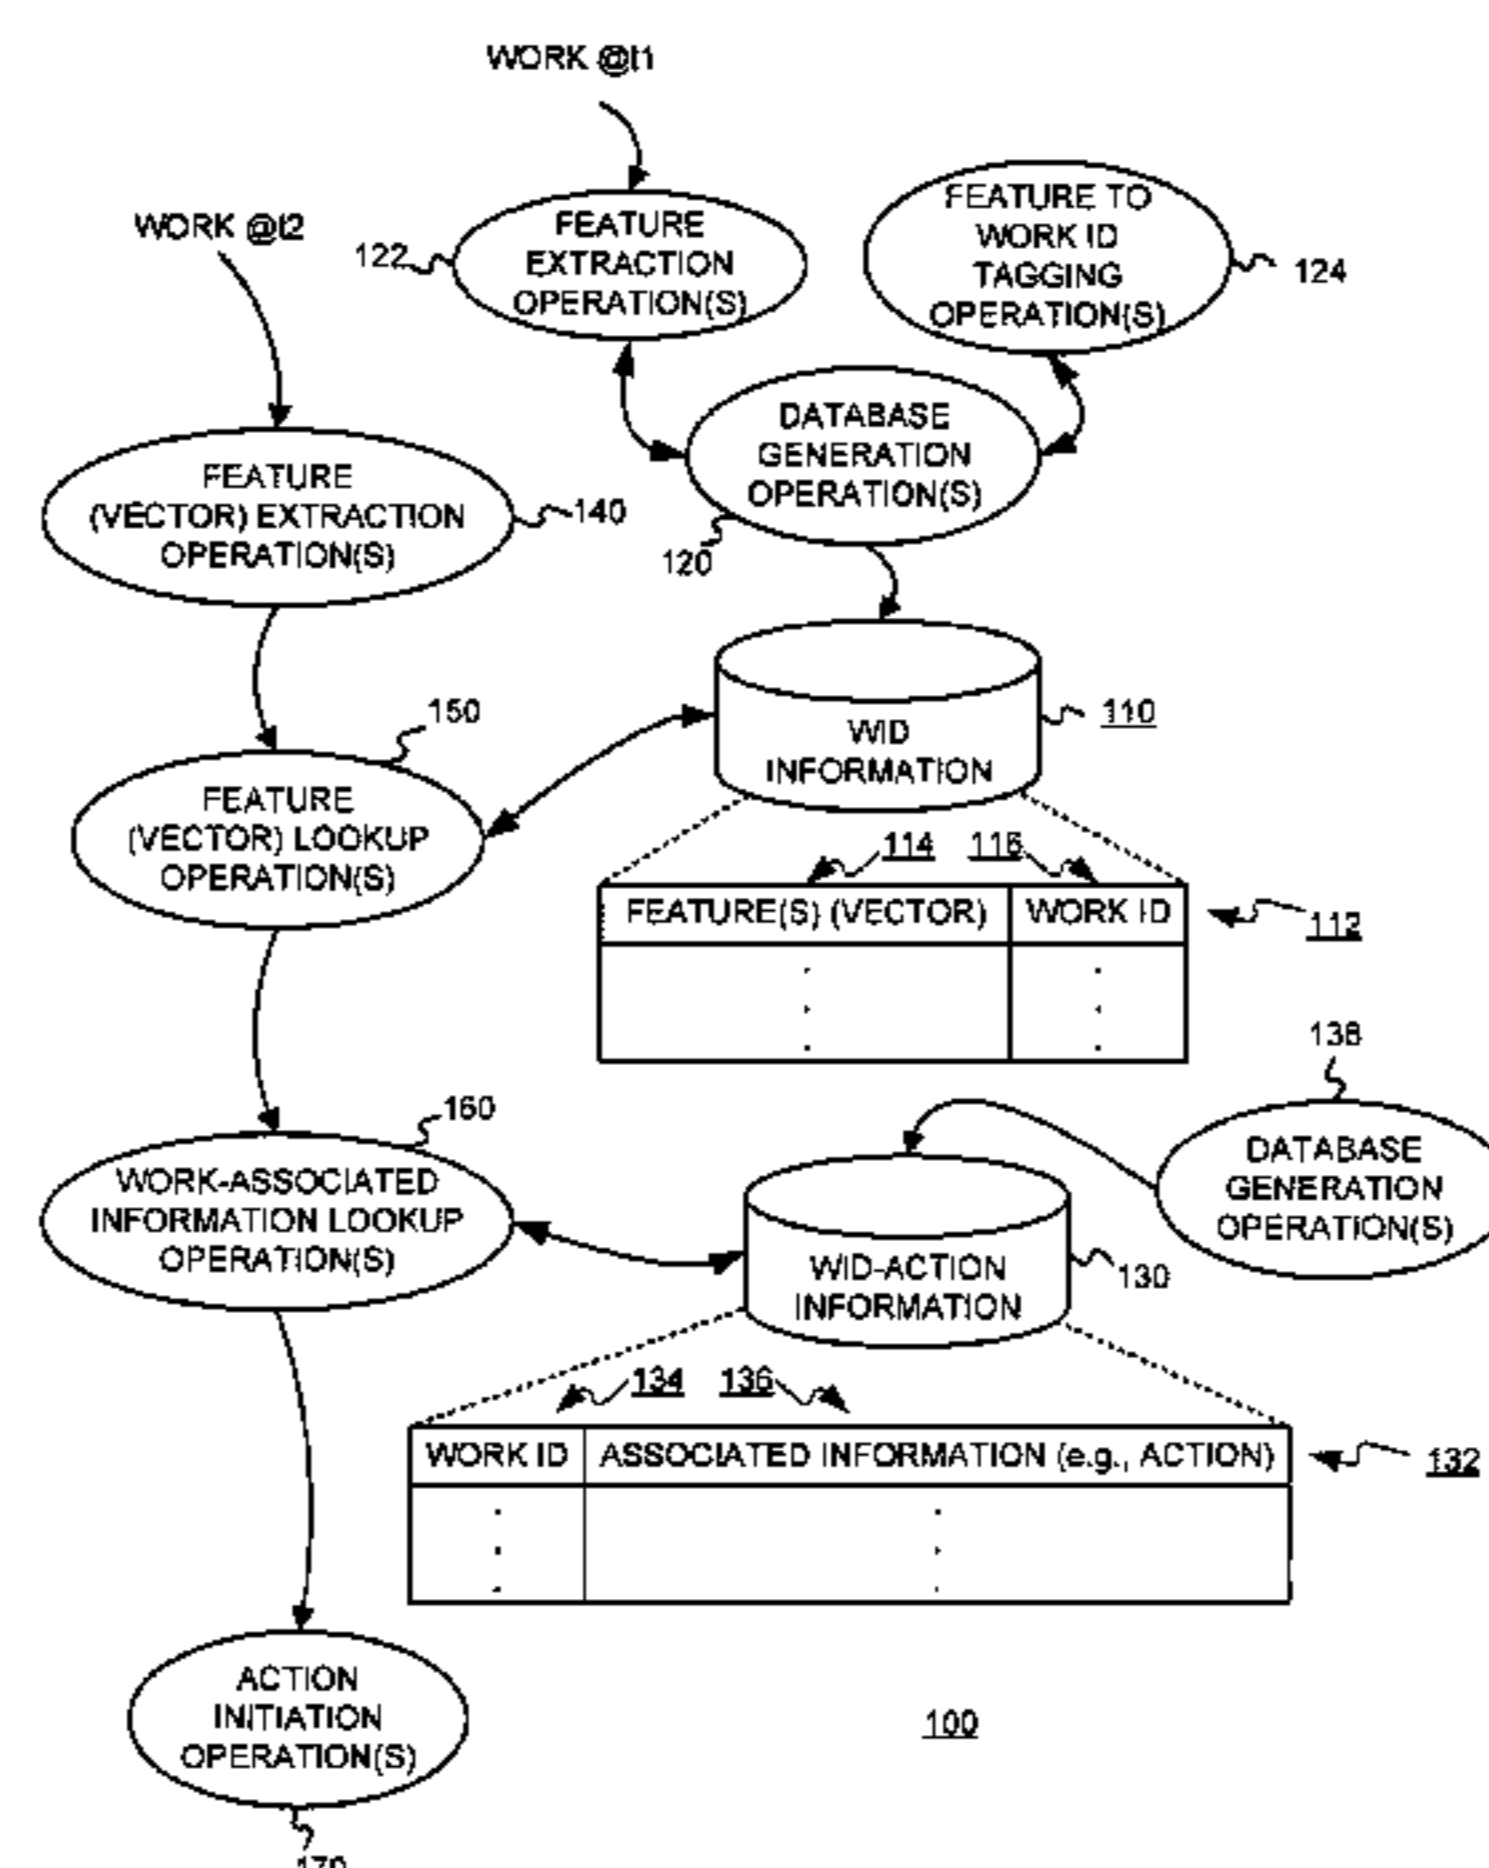 WORK @t1
WORK @t2
122
FEATURE
EXTRACTION
OPERATION(S)
FEATURE TO
WORK ID
TAGGING
OPERATION(S)
124
DATABASE
GENERATION
OPERATION(S)
120
FEATURE
(VECTOR) EXTRACTION
OPERATION(S)
140
150
WID
INFORMATION
110
FEATURE
(VECTOR) LOOKUP
OPERATION(S)
114
116
FEATURE(S) (VECTOR)
WORK ID
112
138
160
WORK-ASSOCIATED
INFORMATION LOOKUP
OPERATION(S)
DATABASE
GENERATION
OPERATION(S)
WID-ACTION
INFORMATION
130
134
136
WORK ID
ASSOCIATED INFORMATION (e.g., ACTION)
132
ACTION
INITIATION
OPERATION(S)
100
170